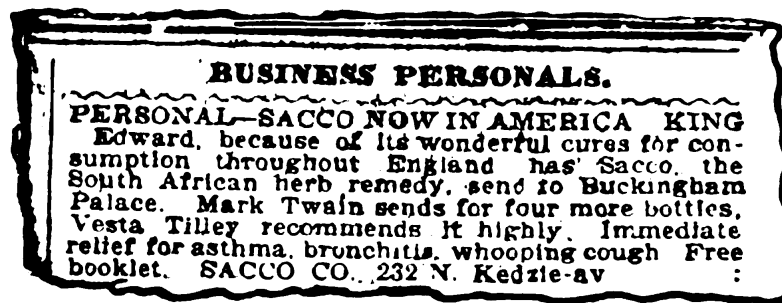 BUSINESS PERSONALS.
PERSONAL—SACCO NOW IN AMERICA KING
Edward, because of its wonderful cures for con-
sumption throughout England has Sacco, the
South African herb remedy, send to Buckingham
Palace. Mark Twain sends for four more bottles.
Vesta Tilley recommends it highly. Immediate
relief for asthma, bronchitis, whooping cough Free
booklet. SACCO CO., 232 N. Kedzie-av :